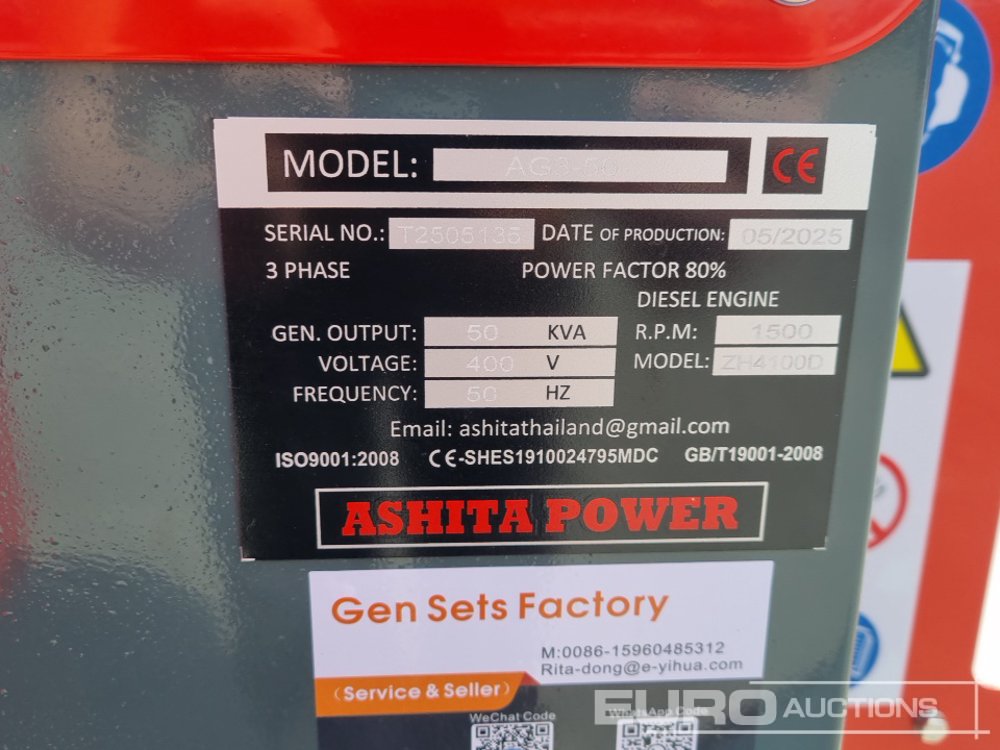 MODEL: AG3-50 CE
SERIAL NO.: T2505135 DATE OF PRODUCTION: 05/2025
3 PHASE POWER FACTOR 80%
DIESEL ENGINE
GEN. OUTPUT: 50 KVA R.P.M: 1500
VOLTAGE: 400 V MODEL: ZH4100D
FREQUENCY: 50 HZ
Email: ashitathailand@gmail.com
ISO9001:2008 CE-SHES1910024795MDC GB/T19001-2008
ASHITA POWER
Gen Sets Factory
M:0086-15960485312
Rita-dong@e-yihua.com
(Service & Seller)
WeChat Code WhatsApp Code
EURO AUCTIONS